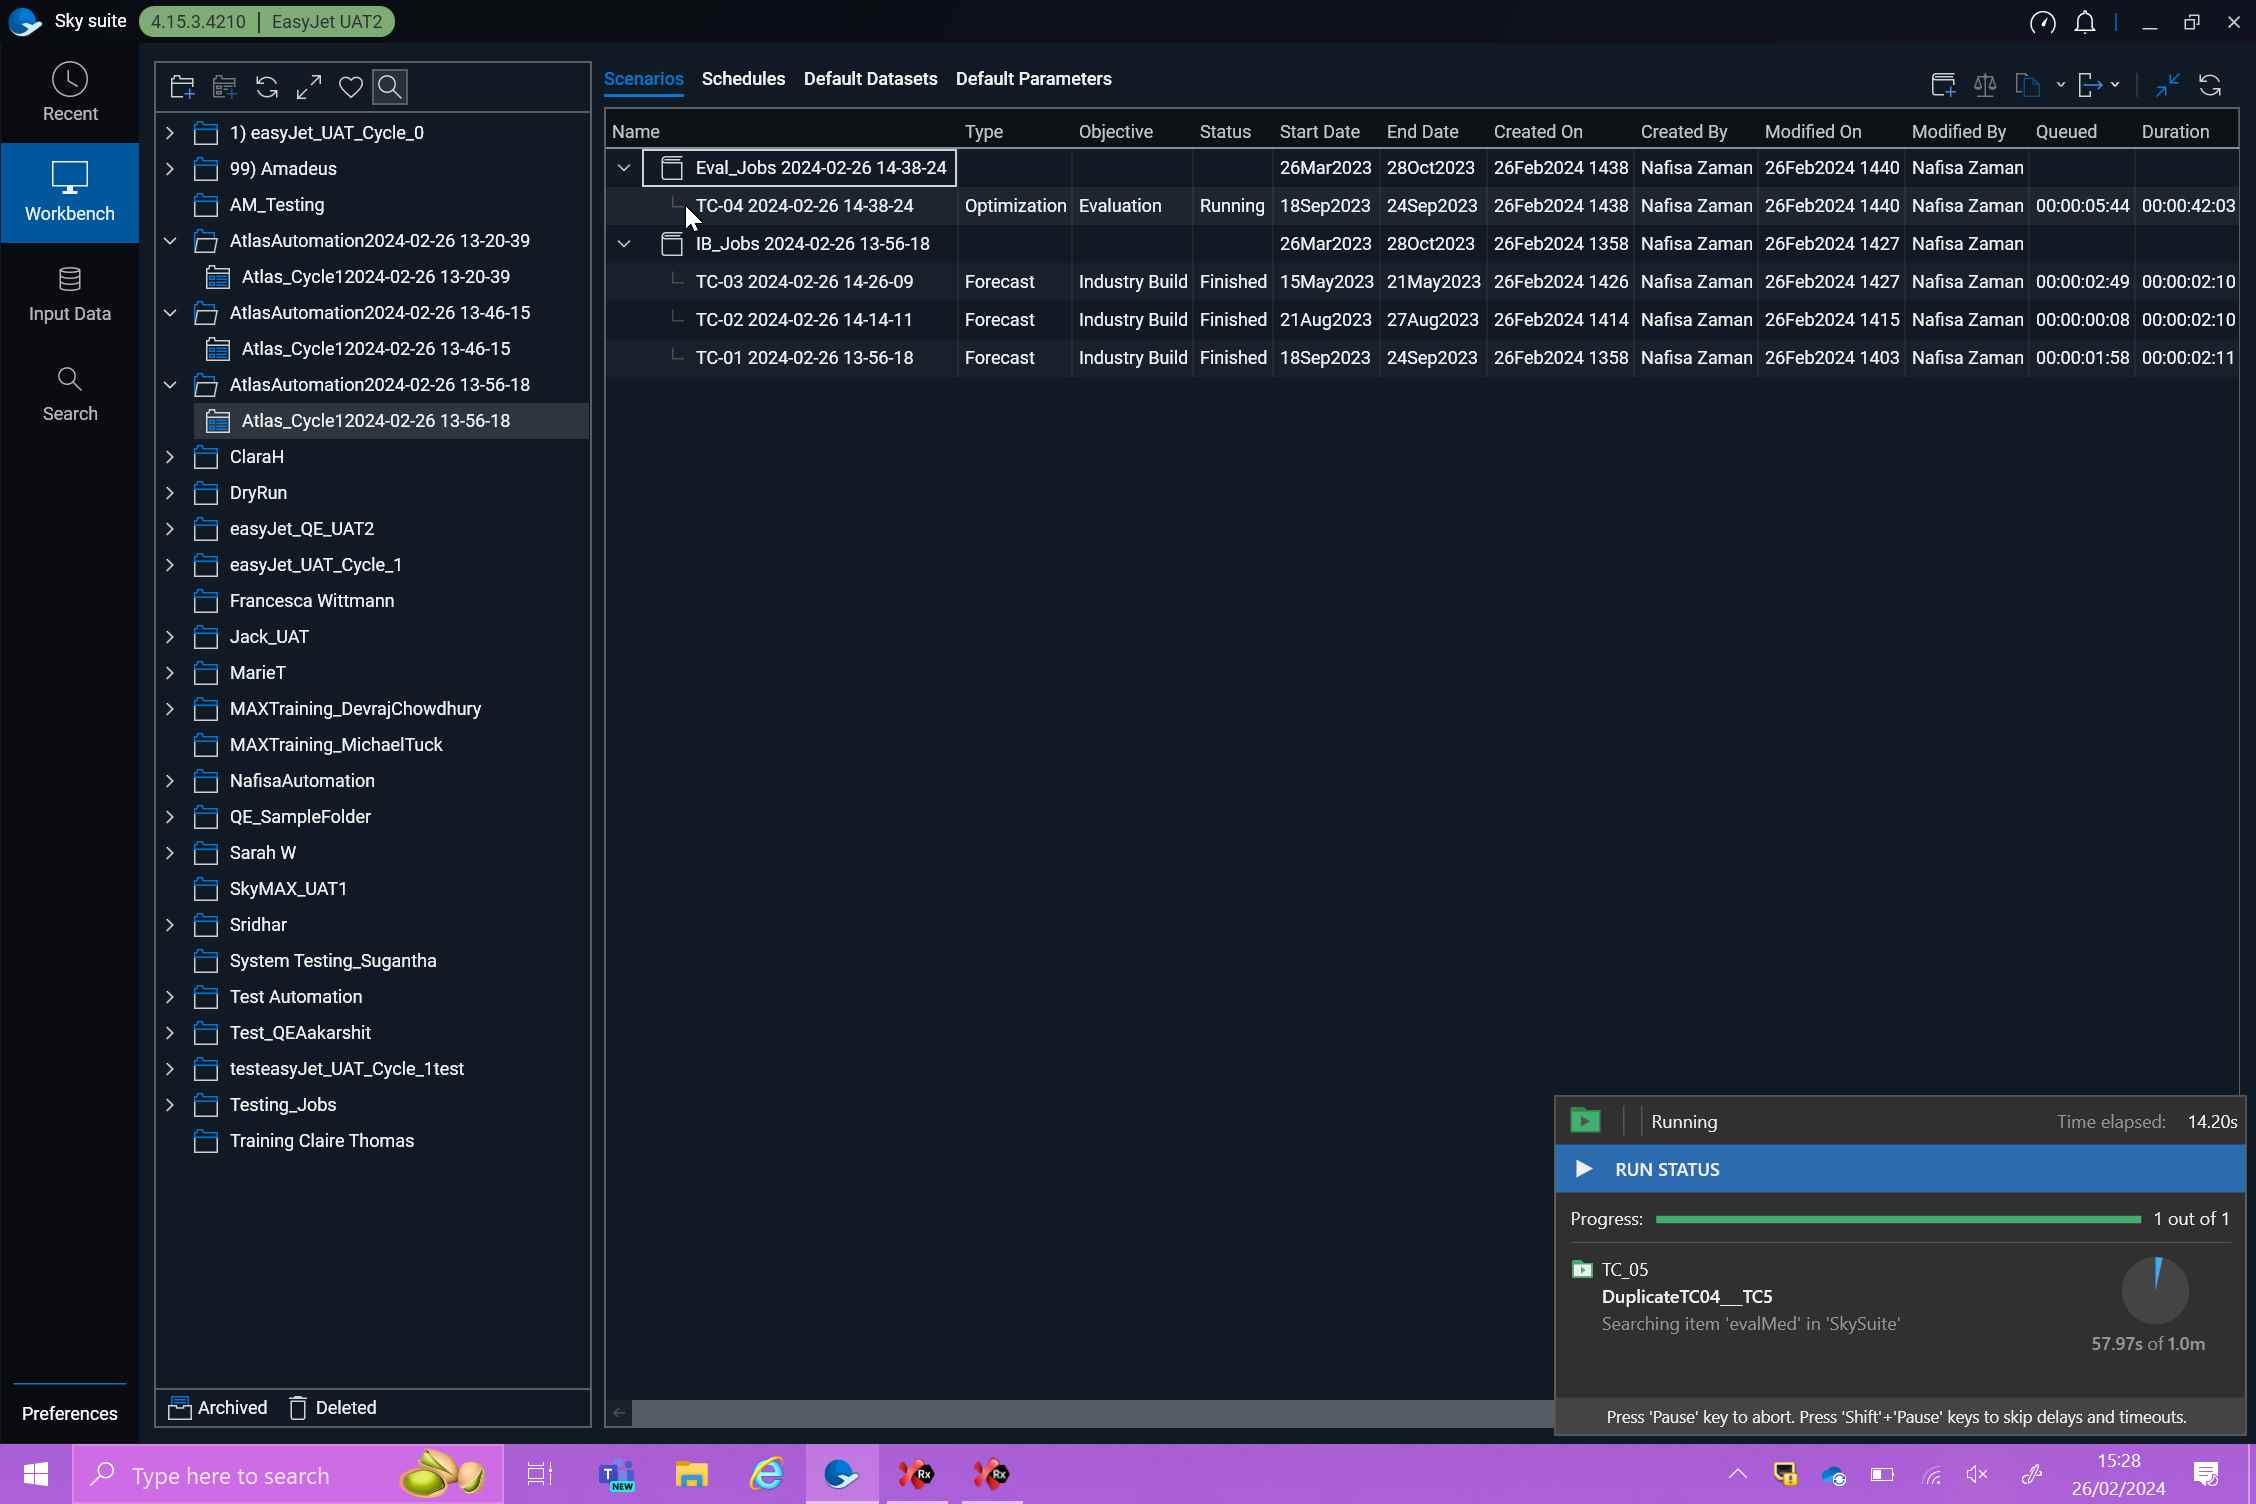 Sky suite 4.15.3.4210 | EasyJet UAT2
Recent
Workbench
Input Data
Search
Preferences
1) easyJet_UAT_Cycle_0
99) Amadeus
AM_Testing
AtlasAutomation2024-02-26 13-20-39
Atlas_Cycle12024-02-26 13-20-39
AtlasAutomation2024-02-26 13-46-15
Atlas_Cycle12024-02-26 13-46-15
AtlasAutomation2024-02-26 13-56-18
Atlas_Cycle12024-02-26 13-56-18
ClaraH
DryRun
easyJet_QE_UAT2
easyJet_UAT_Cycle_1
Francesca Wittmann
Jack_UAT
MarieT
MAXTraining_DevrajChowdhury
MAXTraining_MichaelTuck
NafisaAutomation
QE_SampleFolder
Sarah W
SkyMAX_UAT1
Sridhar
System Testing_Sugantha
Test Automation
Test_QEAakarshit
testeasyJet_UAT_Cycle_1test
Testing_Jobs
Training Claire Thomas
Archived Deleted
Scenarios Schedules Default Datasets Default Parameters
Name Type Objective Status Start Date End Date Created On Created By Modified On Modified By Queued Duration
Eval_Jobs 2024-02-26 14-38-24 26Mar2023 28Oct2023 26Feb2024 1438 Nafisa Zaman 26Feb2024 1440 Nafisa Zaman
TC-04 2024-02-26 14-38-24 Optimization Evaluation Running 18Sep2023 24Sep2023 26Feb2024 1438 Nafisa Zaman 26Feb2024 1440 Nafisa Zaman 00:00:05:44 00:00:42:03
IB_Jobs 2024-02-26 13-56-18 26Mar2023 28Oct2023 26Feb2024 1358 Nafisa Zaman 26Feb2024 1427 Nafisa Zaman
TC-03 2024-02-26 14-26-09 Forecast Industry Build Finished 15May2023 21May2023 26Feb2024 1426 Nafisa Zaman 26Feb2024 1427 Nafisa Zaman 00:00:02:49 00:00:02:10
TC-02 2024-02-26 14-14-11 Forecast Industry Build Finished 21Aug2023 27Aug2023 26Feb2024 1414 Nafisa Zaman 26Feb2024 1415 Nafisa Zaman 00:00:00:08 00:00:02:10
TC-01 2024-02-26 13-56-18 Forecast Industry Build Finished 18Sep2023 24Sep2023 26Feb2024 1358 Nafisa Zaman 26Feb2024 1403 Nafisa Zaman 00:00:01:58 00:00:02:11
Running Time elapsed: 14.20s
RUN STATUS
Progress: 1 out of 1
TC_05
DuplicateTC04__TC5
Searching item 'evalMed' in 'SkySuite'
57.97s of 1.0m
Press 'Pause' key to abort. Press 'Shift'+'Pause' keys to skip delays and timeouts.
Type here to search
T
NEW
Rx
Rx
15:28
26/02/2024